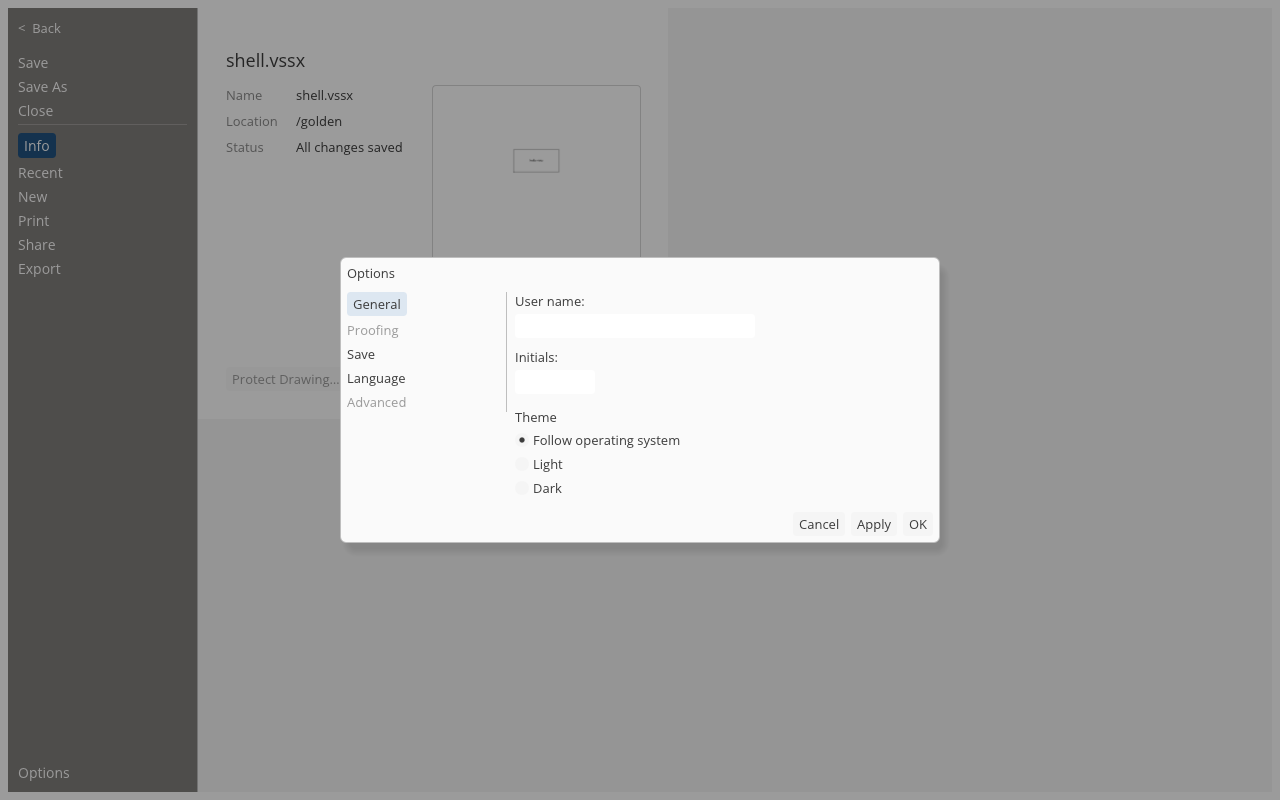 < Back
Save
Save As
Close
Info
Recent
New
Print
Share
Export
Options
shell.vssx
Name shell.vssx
Location /golden
Status All changes saved
Protect Drawing...
Options
General
Proofing
Save
Language
Advanced
User name:
Initials:
Theme
Follow operating system
Light
Dark
Cancel Apply OK